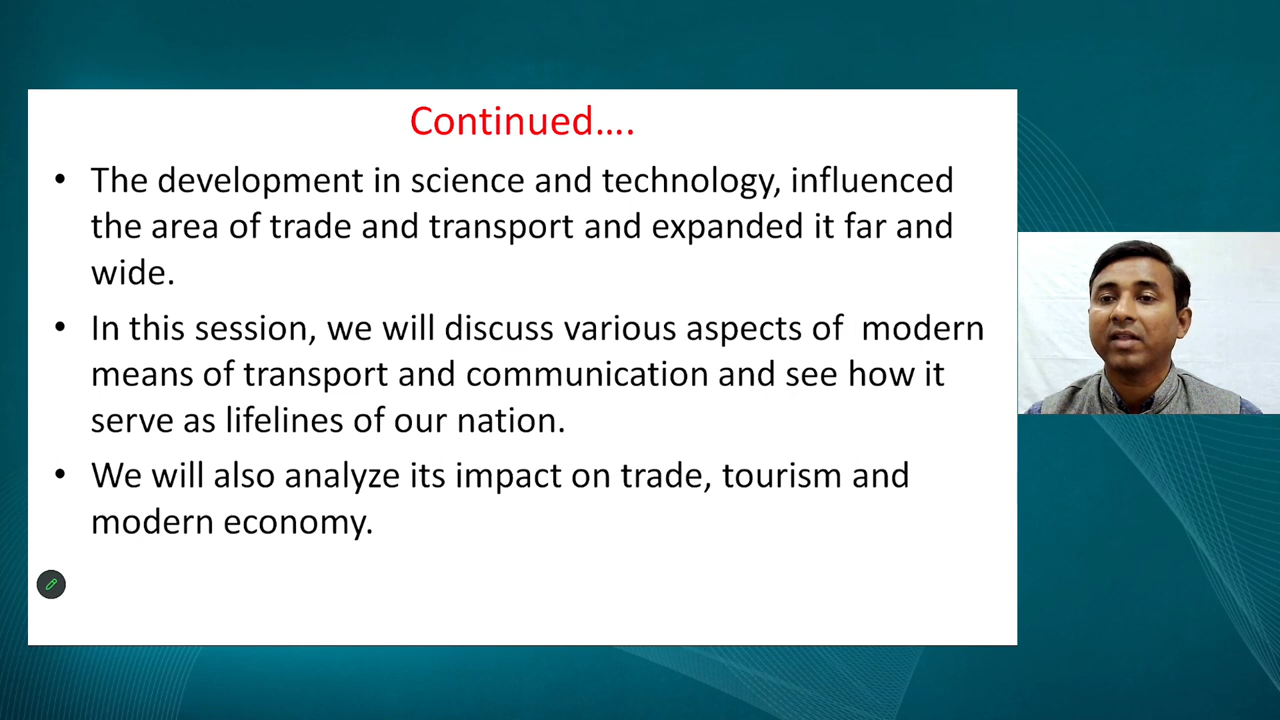 Continued....
• The development in science and technology, influenced
the area of trade and transport and expanded it far and
wide.
• In this session, we will discuss various aspects of  modern
means of transport and communication and see how it
serve as lifelines of our nation.
• We will also analyze its impact on trade, tourism and
modern economy.